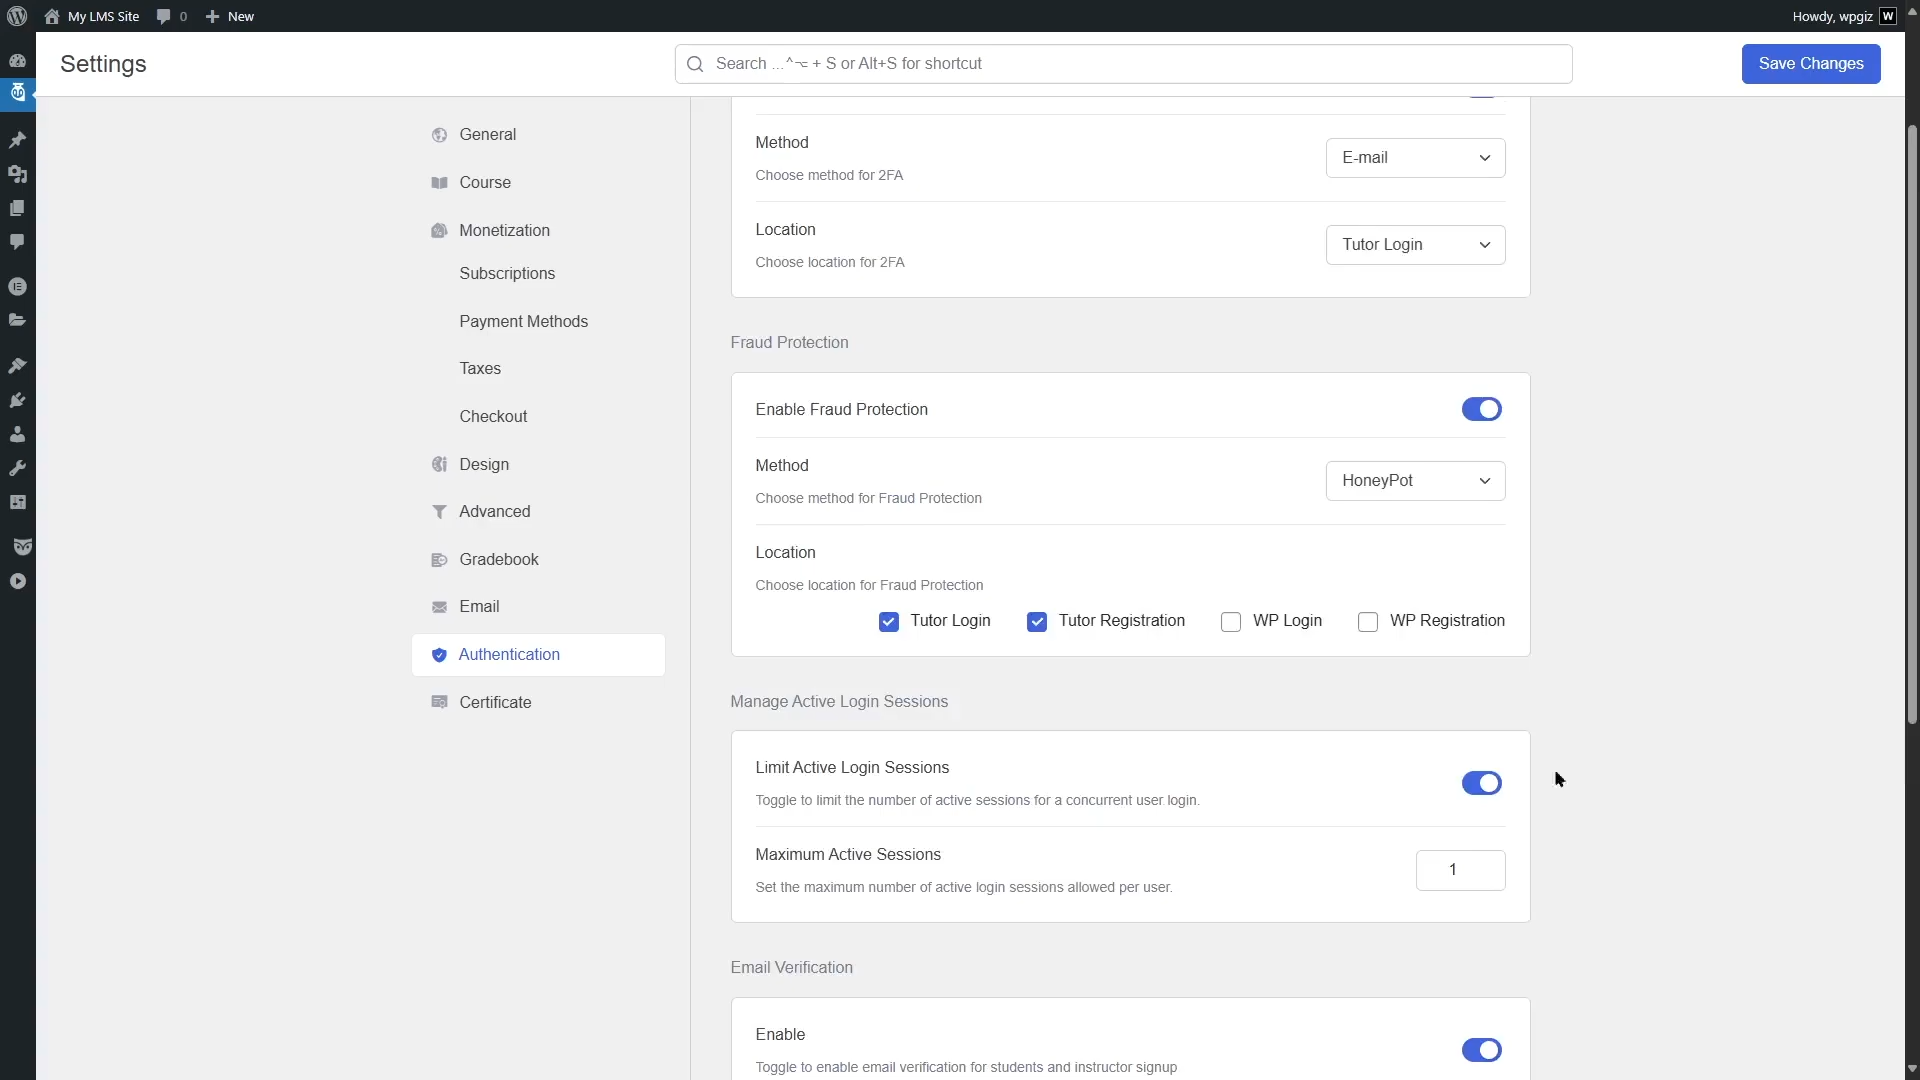 My LMS Site
0
New
Howdy, wpgiz
W
Settings
Search ...^⌥ + S or Alt+S for shortcut
Save Changes
General
Course
Monetization
Subscriptions
Payment Methods
Taxes
Checkout
Design
Advanced
Gradebook
Email
Authentication
Certificate
Method
E-mail
Choose method for 2FA
Location
Tutor Login
Choose location for 2FA
Fraud Protection
Enable Fraud Protection
Method
HoneyPot
Choose method for Fraud Protection
Location
Choose location for Fraud Protection
Tutor Login Tutor Registration WP Login WP Registration
Manage Active Login Sessions
Limit Active Login Sessions
Toggle to limit the number of active sessions for a concurrent user login.
Maximum Active Sessions
1
Set the maximum number of active login sessions allowed per user.
Email Verification
Enable
Toggle to enable email verification for students and instructor signup